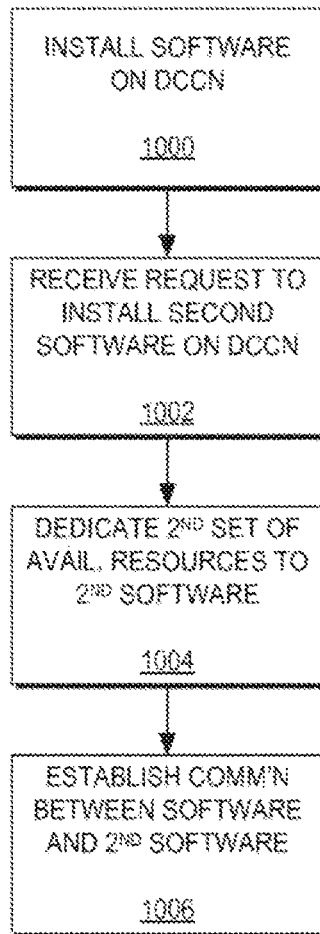 INSTALL SOFTWARE
ON DCCN
1000
RECEIVE REQUEST TO
INSTALL SECOND
SOFTWARE ON DCCN
1002
DEDICATE 2ND SET OF
AVAIL. RESOURCES TO
2ND SOFTWARE
1004
ESTABLISH COMM'N
BETWEEN SOFTWARE
AND 2ND SOFTWARE
1006